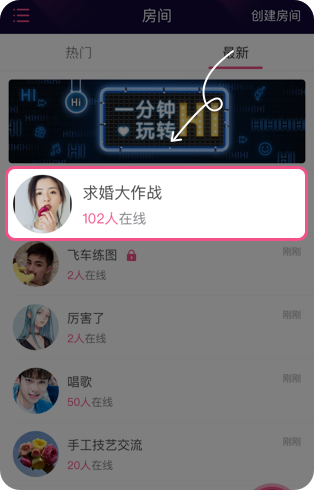 房间
创建房间
热门
最新
Hi
一分钟
玩转
Hi
求婚大作战
102人在线
飞车练图
刚刚
2人在线
厉害了
刚刚
2人在线
唱歌
刚刚
50人在线
手工技艺交流
刚刚
20人在线